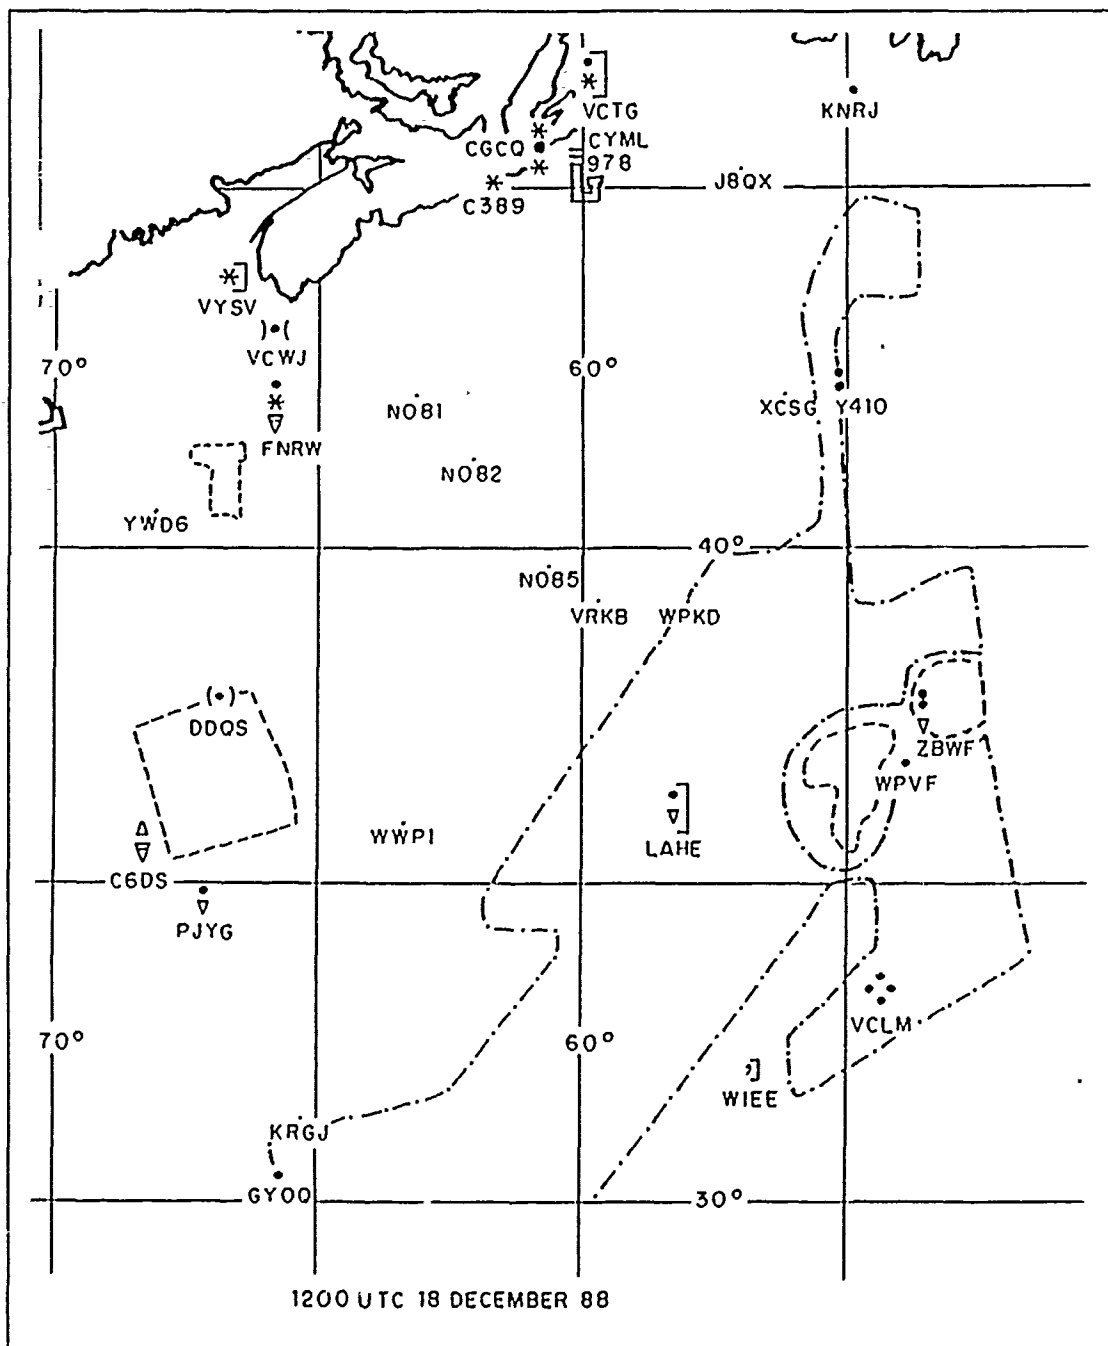 VCTG
KNRJ
CGCQ
CYML
978
J8QX
C389
VYSV
VCWJ
70°
60°
NO81
XCSG
Y410
FNRW
NO82
YWD6
40°
NO85
VRKB
WPKD
DDQS
ZBWF
WPVF
WWPI
LAHE
C6DS
PJYG
VCLM
70°
60°
WIEE
KRGJ
GYOO
30°
1200 UTC 18 DECEMBER 88